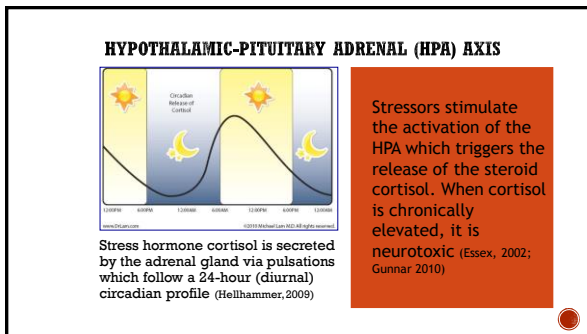 HYPOTHALAMIC-PITUITARY ADRENAL (HPA) AXIS
Circadian
Release of
Cortisol
12:00PM 6:00PM 12:00AM 6:00AM 12:00PM 6:00PM 12:00AM
www.DrLam.com ©2010 Michael Lam M.D. All rights reserved.
Stress hormone cortisol is secreted
by the adrenal gland via pulsations
which follow a 24-hour (diurnal)
circadian profile (Hellhammer, 2009)
Stressors stimulate
the activation of the
HPA which triggers the
release of the steroid
cortisol. When cortisol
is chronically
elevated, it is
neurotoxic (Essex, 2002;
Gunnar 2010)